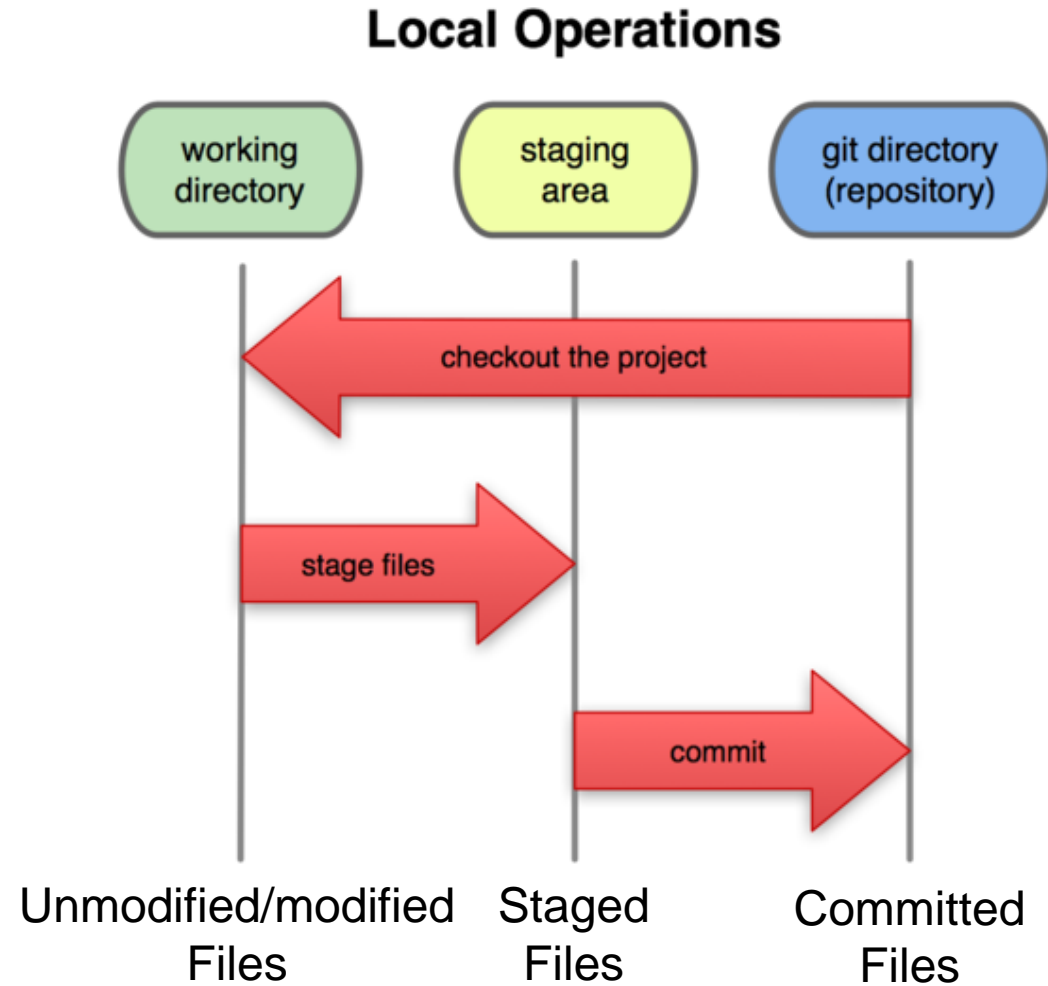 Local Operations
working
directory
staging
area
git directory
(repository)
checkout the project
stage files
commit
Unmodified/modified
Files
Staged
Files
Committed
Files